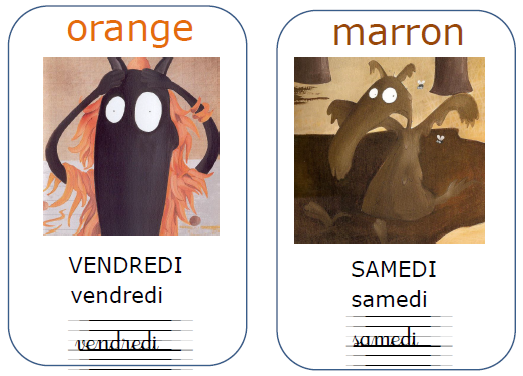 orange
VENDREDI
vendredi
vendredi
marron
SAMEDI
samedi
samedi